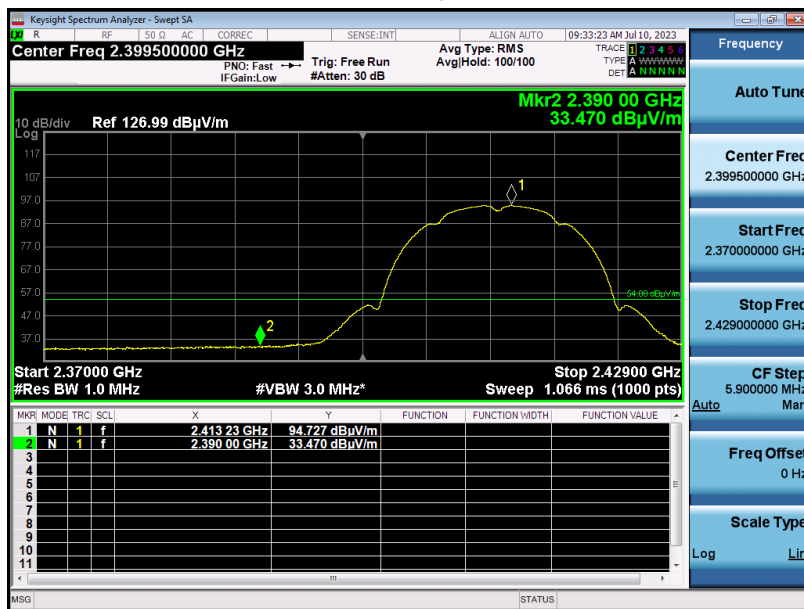 Keysight Spectrum Analyzer - Swept SA
LXI R RF 50 Ω AC CORREC SENSE:INT ALIGN AUTO 09:33:23 AM Jul 10, 2023
Center Freq 2.399500000 GHz
PNO: Fast
IFGain:Low
Trig: Free Run
#Atten: 30 dB
Avg Type: RMS
Avg|Hold: 100/100
TRACE 1 2 3 4 5 6
TYPE A WWWWW
DET A N N N N N
Mkr2 2.390 00 GHz
33.470 dBµV/m
10 dB/div Ref 126.99 dBµV/m
Log
117
107
97.0
87.0
77.0
67.0
57.0
47.0
37.0
1
2
54.00 dBµV/m
Start 2.37000 GHz Stop 2.42900 GHz
#Res BW 1.0 MHz #VBW 3.0 MHz* Sweep 1.066 ms (1000 pts)
MKR MODE TRC SCL X Y FUNCTION FUNCTION WIDTH FUNCTION VALUE
1 N 1 f 2.413 23 GHz 94.727 dBµV/m
2 N 1 f 2.390 00 GHz 33.470 dBµV/m
3
4
5
6
7
8
9
10
11
MSG STATUS
Frequency
Auto Tune
Center Freq
2.399500000 GHz
Start Freq
2.370000000 GHz
Stop Freq
2.429000000 GHz
CF Step
5.900000 MHz
Auto Man
Freq Offset
0 Hz
Scale Type
Log Lin